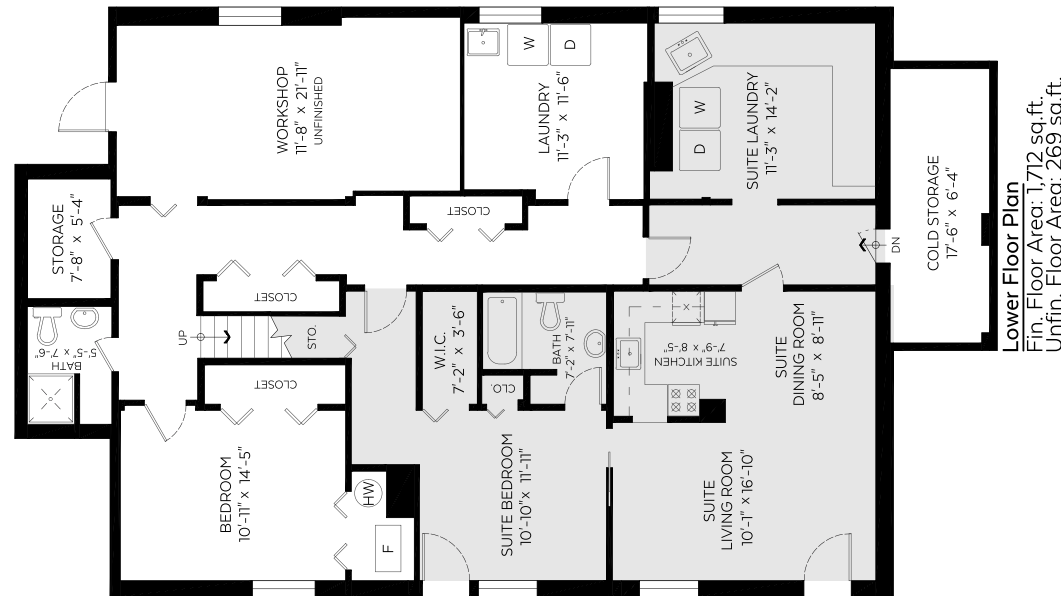 WORKSHOP
11'-8" x 21'-11"
UNFINISHED
LAUNDRY
11'-3" x 11'-6"
W
D
SUITE LAUNDRY
11'-3" x 14'-2"
W
D
STORAGE
7'-8" x 5'-4"
CLOSET
COLD STORAGE
17'-6" x 6'-4"
DN
BATH
5'-5" x 7'-6"
UP
CLOSET
STO.
CLOSET
W.I.C.
7'-2" x 3'-6"
CLO.
BATH
7'-2" x 7'-11"
SUITE KITCHEN
7'-9" x 8'-5"
SUITE
DINING ROOM
8'-5" x 8'-11"
BEDROOM
10'-11" x 14'-5"
HW
F
SUITE BEDROOM
10'-10" x 11'-11"
SUITE
LIVING ROOM
10'-1" x 16'-10"
Lower Floor Plan
Fin. Floor Area: 1,712 sq.ft.
Unfin. Floor Area: 269 sq.ft.